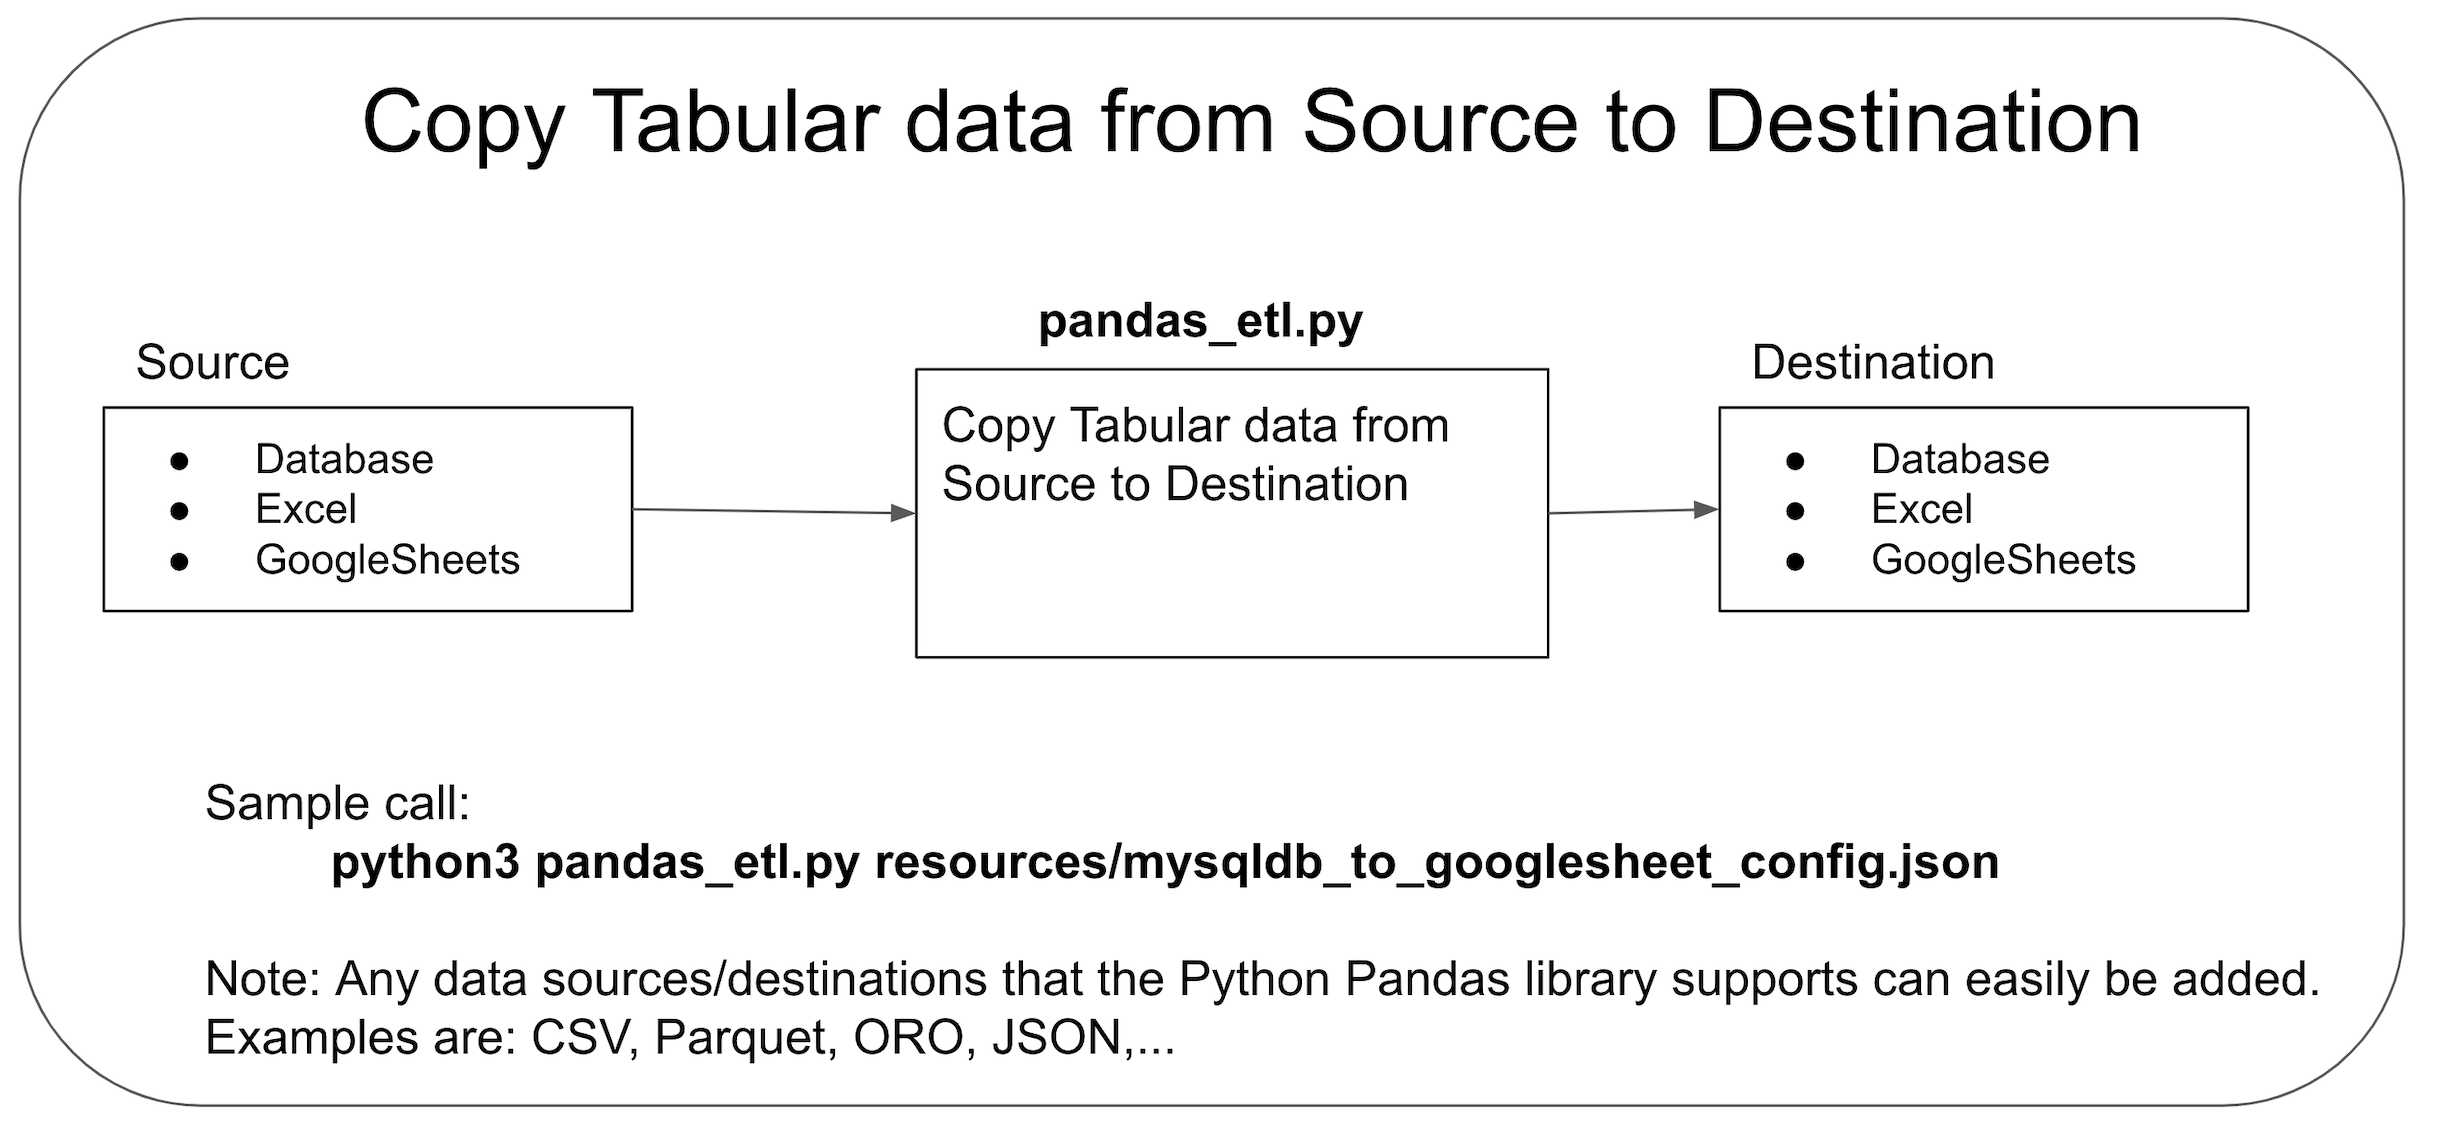 Copy Tabular data from Source to Destination
Source
● Database
● Excel
● GoogleSheets
pandas_etl.py
Copy Tabular data from
Source to Destination
Destination
● Database
● Excel
● GoogleSheets
Sample call:
python3 pandas_etl.py resources/mysqldb_to_googlesheet_config.json
Note: Any data sources/destinations that the Python Pandas library supports can easily be added.
Examples are: CSV, Parquet, ORO, JSON,...